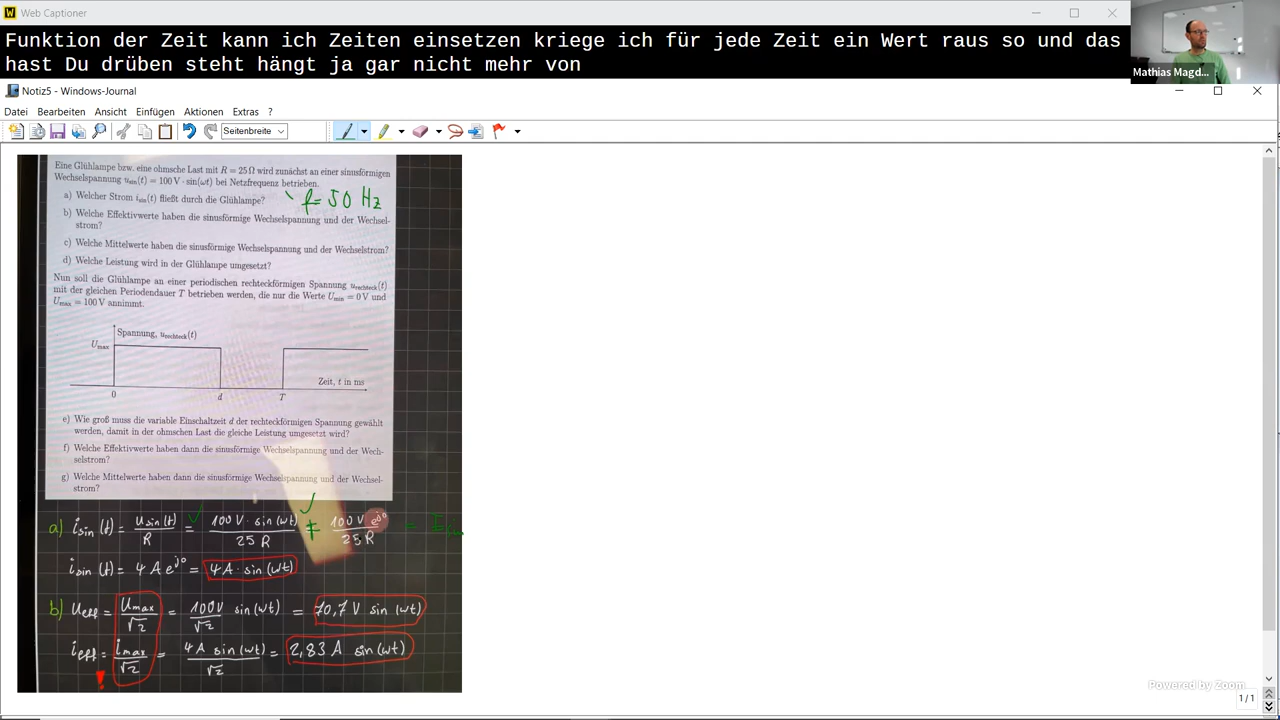 Web Captioner
Funktion der Zeit kann ich Zeiten einsetzen kriege ich für jede Zeit ein Wert raus so und das
hast Du drüben steht hängt ja gar nicht mehr von
Mathias Magd...
Notiz5 - Windows-Journal
Datei Bearbeiten Ansicht Einfügen Aktionen Extras ?
Seitenbreite
Eine Glühlampe bzw. eine ohmsche Last mit R = 25 Ω wird zunächst an einer sinusförmigen
Wechselspannung u_sin(t) = 100 V · sin(ωt) bei Netzfrequenz betrieben.
f = 50 Hz
a) Welcher Strom i_sin(t) fließt durch die Glühlampe?
b) Welche Effektivwerte haben die sinusförmige Wechselspannung und der Wechsel-
strom?
c) Welche Mittelwerte haben die sinusförmige Wechselspannung und der Wechselstrom?
d) Welche Leistung wird in der Glühlampe umgesetzt?
Nun soll die Glühlampe an einer periodischen rechteckförmigen Spannung u_rechteck(t)
mit der gleichen Periodendauer T betrieben werden, die nur die Werte U_min = 0 V und
U_max = 100 V annimmt.
Spannung, u_rechteck(t)
U_max
Zeit, t in ms
0 d T
e) Wie groß muss die variable Einschaltzeit d der rechteckförmigen Spannung gewählt
werden, damit in der ohmschen Last die gleiche Leistung umgesetzt wird?
f) Welche Effektivwerte haben dann die sinusförmige Wechselspannung und der Wech-
selstrom?
g) Welche Mittelwerte haben dann die sinusförmige Wechselspannung und der Wechsel-
strom?
a) i_sin(t) = u_sin(t)/R = 100 V · sin(ωt)/25 R ≠ 100 V e^j0/25 R =
i_sin(t) = 4 A e^j0 = 4 A · sin(ωt)
b) U_eff = U_max/√2 = 100V/√2 sin(ωt) = 70,7 V sin(ωt)
i_eff = i_max/√2 = 4 A sin(ωt)/√2 = 2,83 A sin(ωt)
!
Powered by Zoom
1 / 1